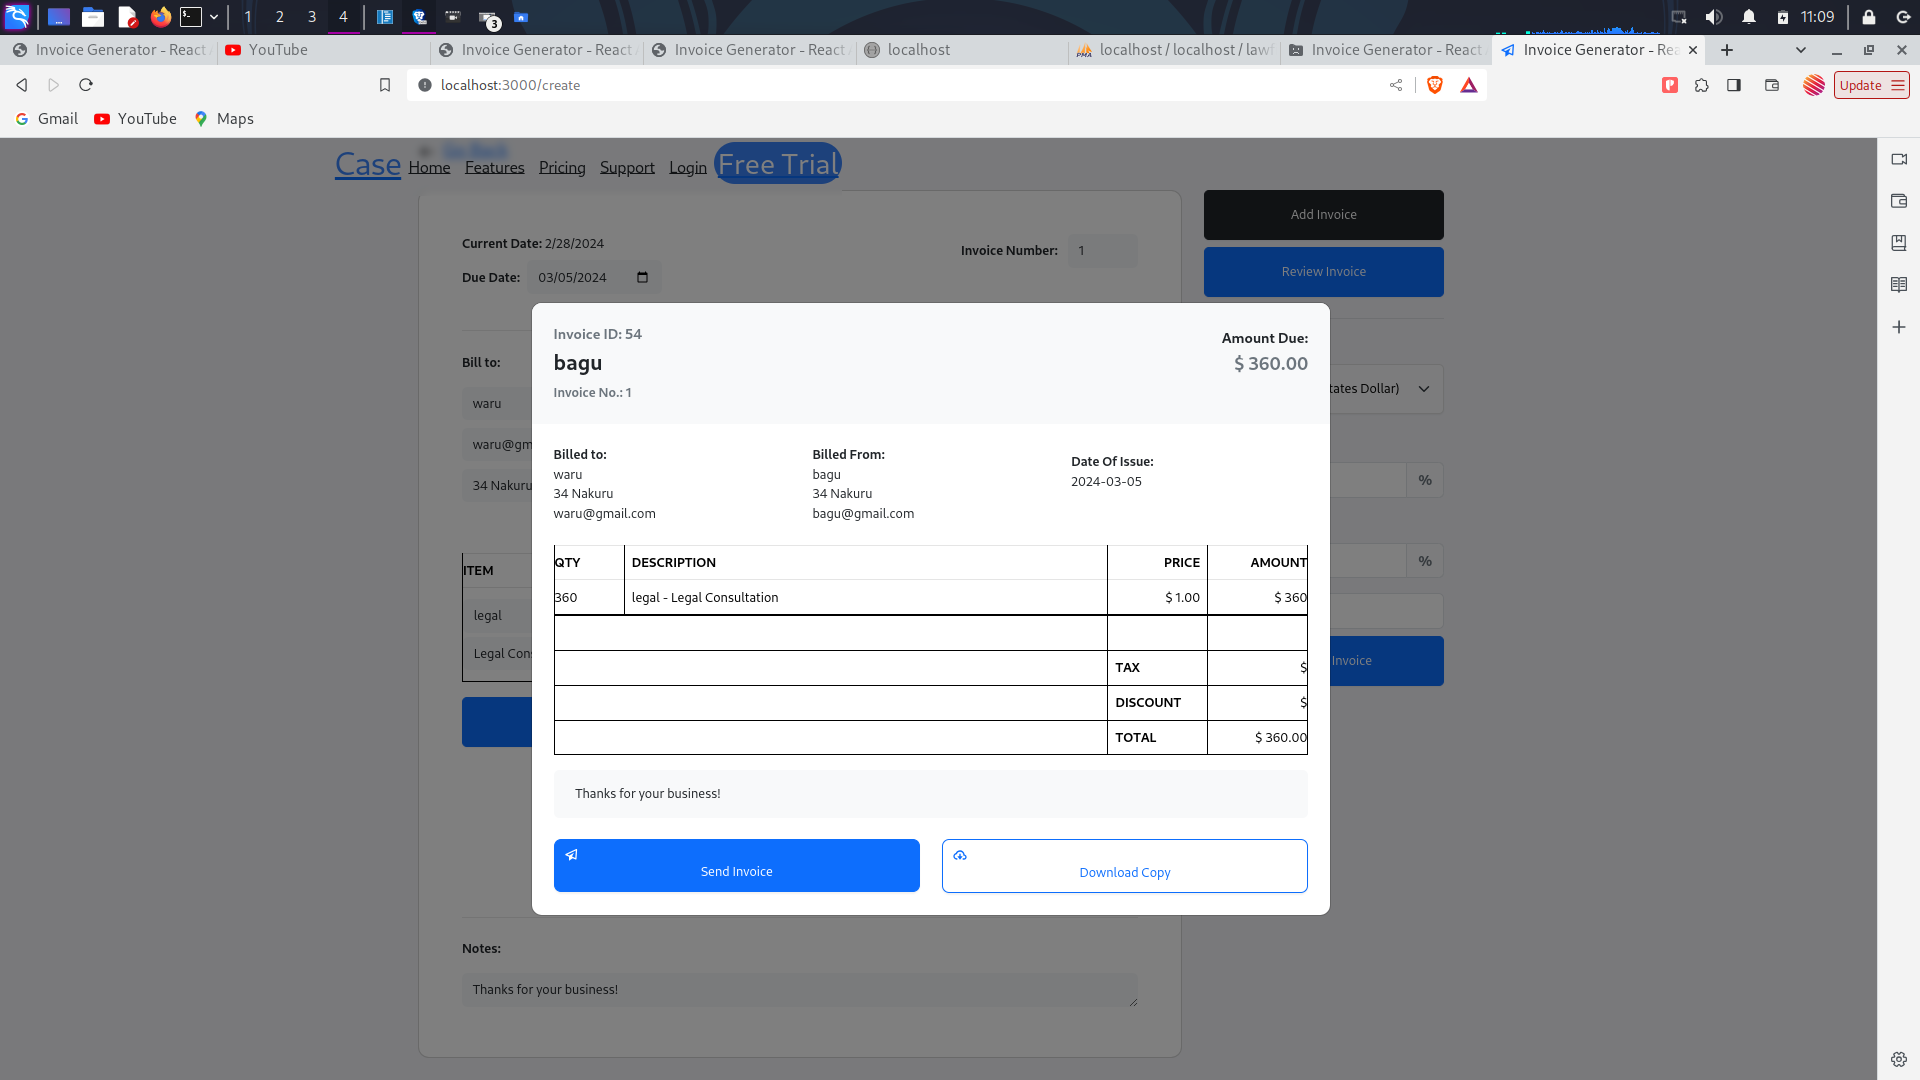 1 2 3 4 3 11:09
Invoice Generator - React
YouTube
Invoice Generator - React
Invoice Generator - React
localhost
localhost / localhost / lawf
Invoice Generator - React
Invoice Generator - Rea
localhost:3000/create
Update
Gmail YouTube Maps
Case Home Features Pricing Support Login Free Trial
Current Date: 2/28/2024
Invoice Number: 1
Due Date: 03/05/2024
Add Invoice
Review Invoice
Bill to:
waru
waru@gm
34 Nakuru
ITEM
legal
Legal Cons
tates Dollar)
%
%
Invoice
Invoice ID: 54
bagu
Invoice No.: 1
Amount Due:
$ 360.00
Billed to:
waru
34 Nakuru
waru@gmail.com
Billed From:
bagu
34 Nakuru
bagu@gmail.com
Date Of Issue:
2024-03-05
QTY DESCRIPTION PRICE AMOUNT
360 legal - Legal Consultation $ 1.00 $ 360
TAX $
DISCOUNT $
TOTAL $ 360.00
Thanks for your business!
Send Invoice
Download Copy
Notes:
Thanks for your business!